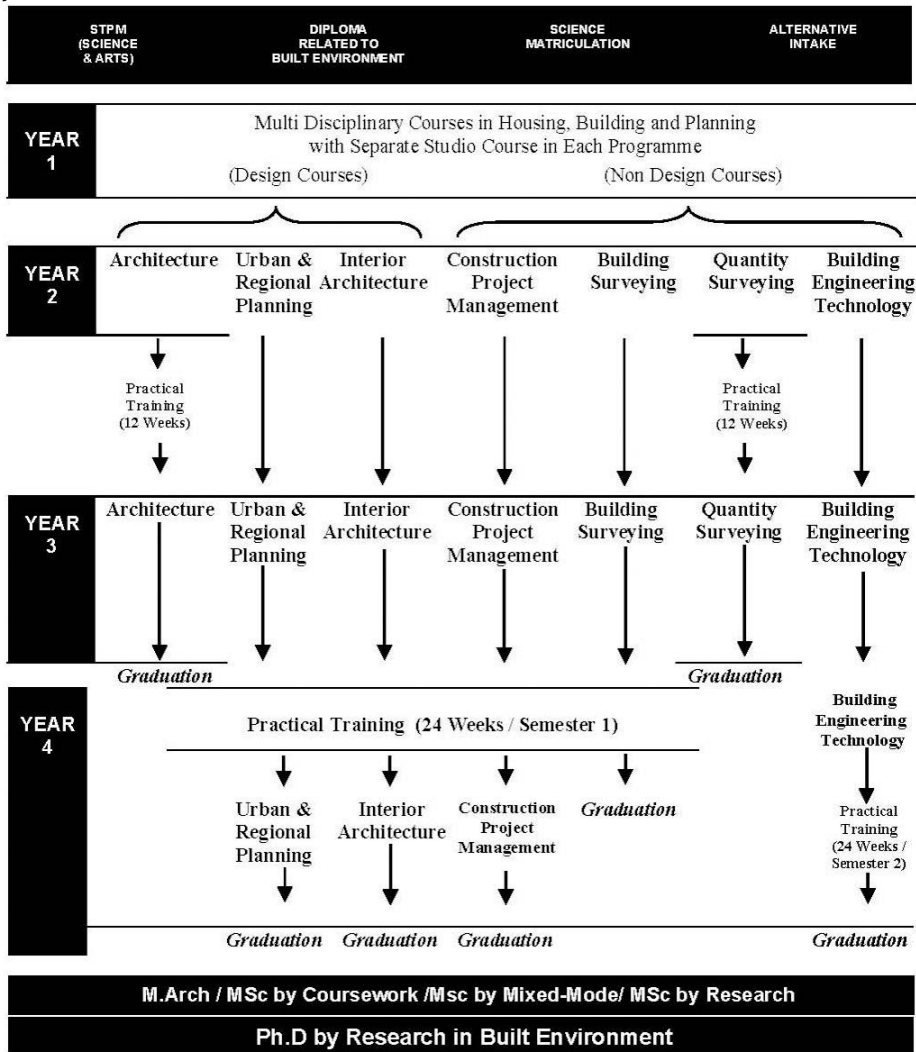 STPM
(SCIENCE
& ARTS)
DIPLOMA
RELATED TO
BUILT ENVIRONMENT
SCIENCE
MATRICULATION
ALTERNATIVE
INTAKE
YEAR
1
Multi Disciplinary Courses in Housing, Building and Planning
with Separate Studio Course in Each Programme
(Design Courses)
(Non Design Courses)
YEAR
2
Architecture
Urban &
Regional
Planning
Interior
Architecture
Construction
Project
Management
Building
Surveying
Quantity
Surveying
Building
Engineering
Technology
Practical
Training
(12 Weeks)
Practical
Training
(12 Weeks)
YEAR
3
Architecture
Urban &
Regional
Planning
Interior
Architecture
Construction
Project
Management
Building
Surveying
Quantity
Surveying
Building
Engineering
Technology
Graduation
Graduation
YEAR
4
Practical Training (24 Weeks / Semester 1)
Building
Engineering
Technology
Urban &
Regional
Planning
Interior
Architecture
Construction
Project
Management
Graduation
Practical
Training
(24 Weeks /
Semester 2)
Graduation
Graduation
Graduation
Graduation
M.Arch / MSc by Coursework /Msc by Mixed-Mode/ MSc by Research
Ph.D by Research in Built Environment